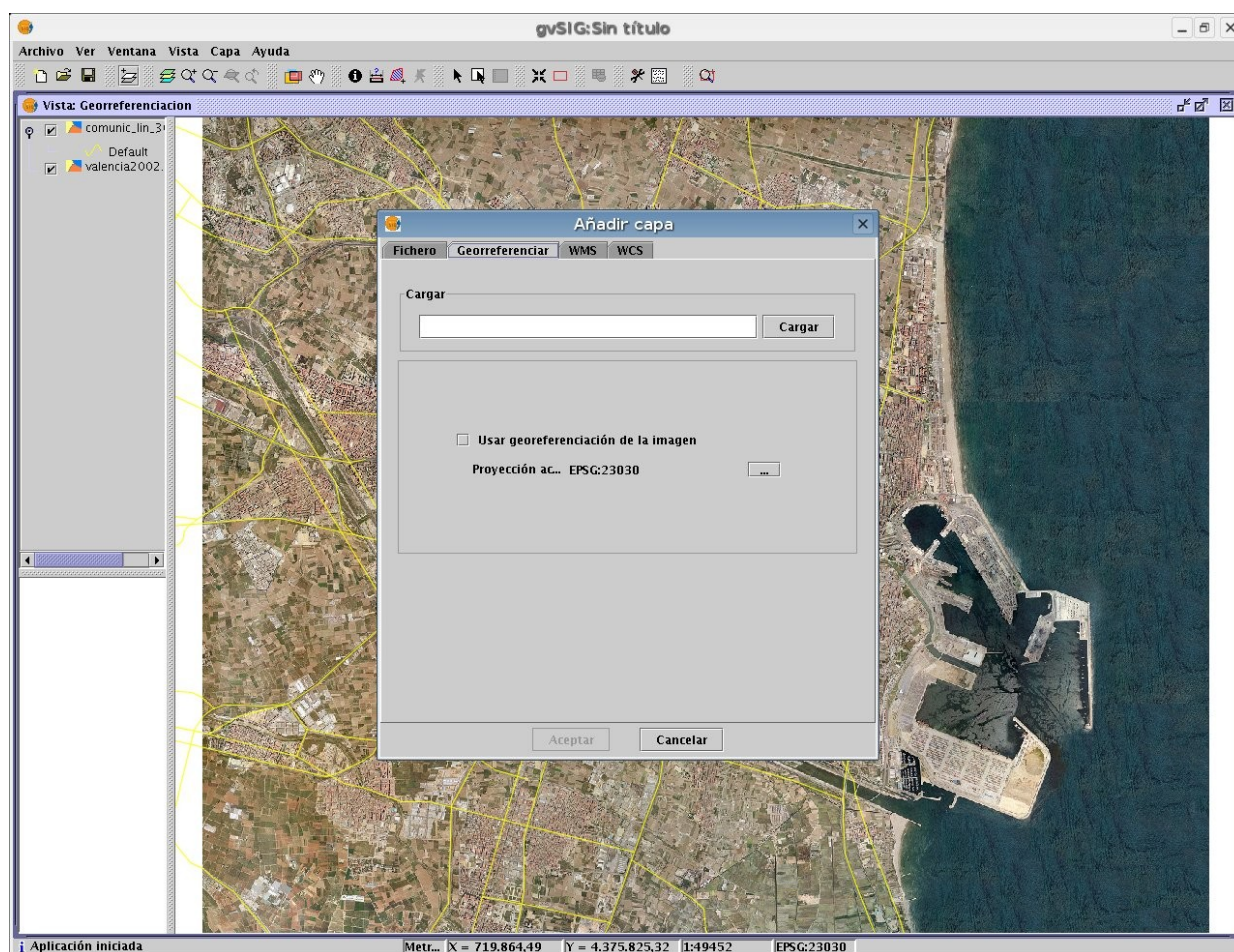 gvSIG:Sin título
Archivo Ver Ventana Vista Capa Ayuda
Vista: Georreferenciacion
comunic_lin_3
Default
valencia2002.
Añadir capa
Fichero Georreferenciar WMS WCS
Cargar
Cargar
Usar georeferenciación de la imagen
Proyección ac... EPSG:23030 ...
Aceptar Cancelar
Aplicación iniciada Metr... X = 719.864,49 Y = 4.375.825,32 1:49452 EPSG:23030